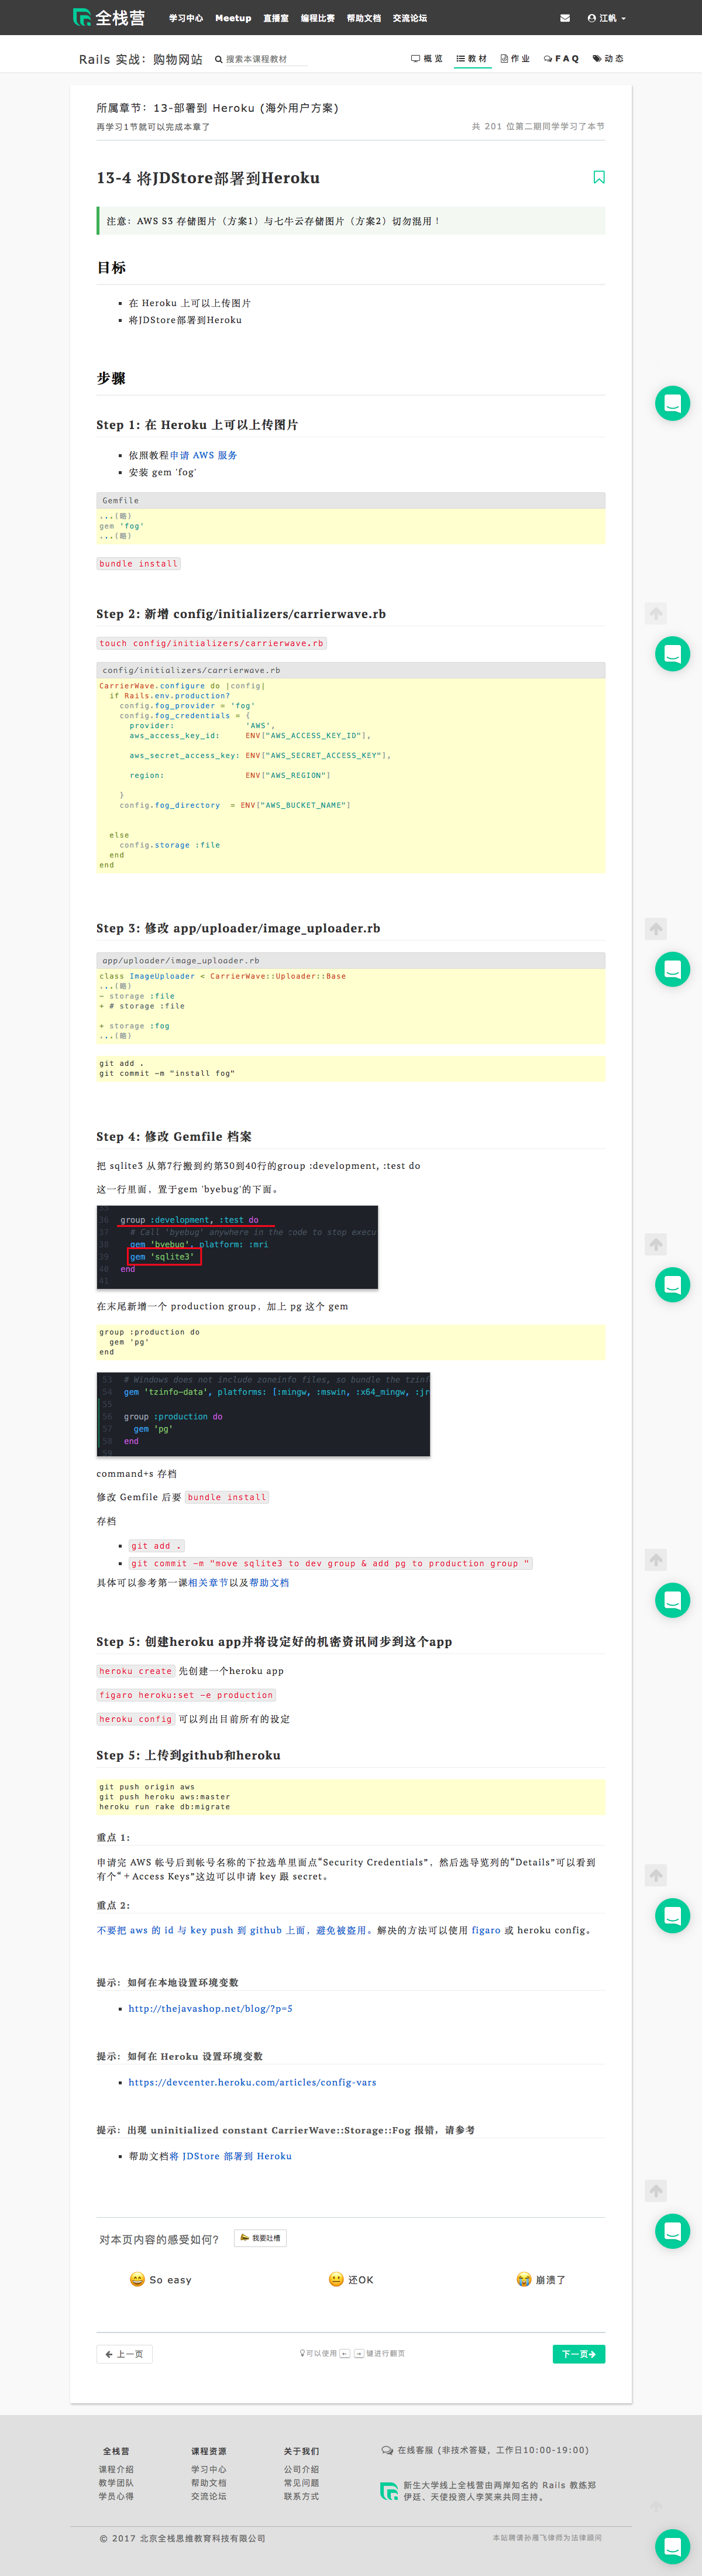 全栈营 学习中心 Meetup 直播室 编程比赛 帮助文档 交流论坛 江帆
Rails 实战：购物网站 搜索本课程教材 概览 教材 作业 FAQ 动态
所属章节：13-部署到 Heroku (海外用户方案)
再学习1节就可以完成本章了 共 201 位第二期同学学习了本节
13-4 将JDStore部署到Heroku
注意：AWS S3 存储图片（方案1）与七牛云存储图片（方案2）切勿混用！
目标
在 Heroku 上可以上传图片
将JDStore部署到Heroku
步骤
Step 1: 在 Heroku 上可以上传图片
依照教程申请 AWS 服务
安装 gem 'fog'
Gemfile
...(略)
gem 'fog'
...(略)
bundle install
Step 2: 新增 config/initializers/carrierwave.rb
touch config/initializers/carrierwave.rb
config/initializers/carrierwave.rb
CarrierWave.configure do |config|
if Rails.env.production?
config.fog_provider = 'fog'
config.fog_credentials = {
provider: 'AWS',
aws_access_key_id: ENV["AWS_ACCESS_KEY_ID"],
aws_secret_access_key: ENV["AWS_SECRET_ACCESS_KEY"],
region: ENV["AWS_REGION"]
}
config.fog_directory = ENV["AWS_BUCKET_NAME"]
else
config.storage :file
end
end
Step 3: 修改 app/uploader/image_uploader.rb
app/uploader/image_uploader.rb
class ImageUploader < CarrierWave::Uploader::Base
...(略)
- storage :file
+ # storage :file
+ storage :fog
...(略)
git add .
git commit -m "install fog"
Step 4: 修改 Gemfile 档案
把 sqlite3 从第7行搬到约第30到40行的group :development, :test do
这一行里面，置于gem 'byebug'的下面。
35
36 group :development, :test do
37 # Call 'byebug' anywhere in the code to stop execu
38 gem 'byebug', platform: :mri
39 gem 'sqlite3'
40 end
41
在末尾新增一个 production group，加上 pg 这个 gem
group :production do
gem 'pg'
end
53 # Windows does not include zoneinfo files, so bundle the tzinf
54 gem 'tzinfo-data', platforms: [:mingw, :mswin, :x64_mingw, :jr
55
56 group :production do
57 gem 'pg'
58 end
59
command+s 存档
修改 Gemfile 后要 bundle install
存档
git add .
git commit -m "move sqlite3 to dev group & add pg to production group "
具体可以参考第一课相关章节以及帮助文档
Step 5: 创建heroku app并将设定好的机密资讯同步到这个app
heroku create 先创建一个heroku app
figaro heroku:set -e production
heroku config 可以列出目前所有的设定
Step 5: 上传到github和heroku
git push origin aws
git push heroku aws:master
heroku run rake db:migrate
重点 1:
申请完 AWS 帐号后到帐号名称的下拉选单里面点“Security Credentials”，然后选导览列的“Details”可以看到
有个“＋Access Keys”这边可以申请 key 跟 secret。
重点 2:
不要把 aws 的 id 与 key push 到 github 上面，避免被盗用。解决的方法可以使用 figaro 或 heroku config。
提示：如何在本地设置环境变数
http://thejavashop.net/blog/?p=5
提示：如何在 Heroku 设置环境变数
https://devcenter.heroku.com/articles/config-vars
提示：出现 uninitialized constant CarrierWave::Storage::Fog 报错，请参考
帮助文档将 JDStore 部署到 Heroku
对本页内容的感受如何? 我要吐槽
So easy 还OK 崩溃了
上一页 可以使用 ← → 键进行翻页 下一页
全栈营 课程资源 关于我们 在线客服 (非技术答疑，工作日10:00-19:00)
课程介绍 学习中心 公司介绍
教学团队 帮助文档 常见问题 新生大学线上全栈营由两岸知名的 Rails 教练郑
学员心得 交流论坛 联系方式 伊廷、天使投资人李笑来共同主持。
© 2017 北京全栈思维教育科技有限公司 本站聘请孙雁飞律师为法律顾问